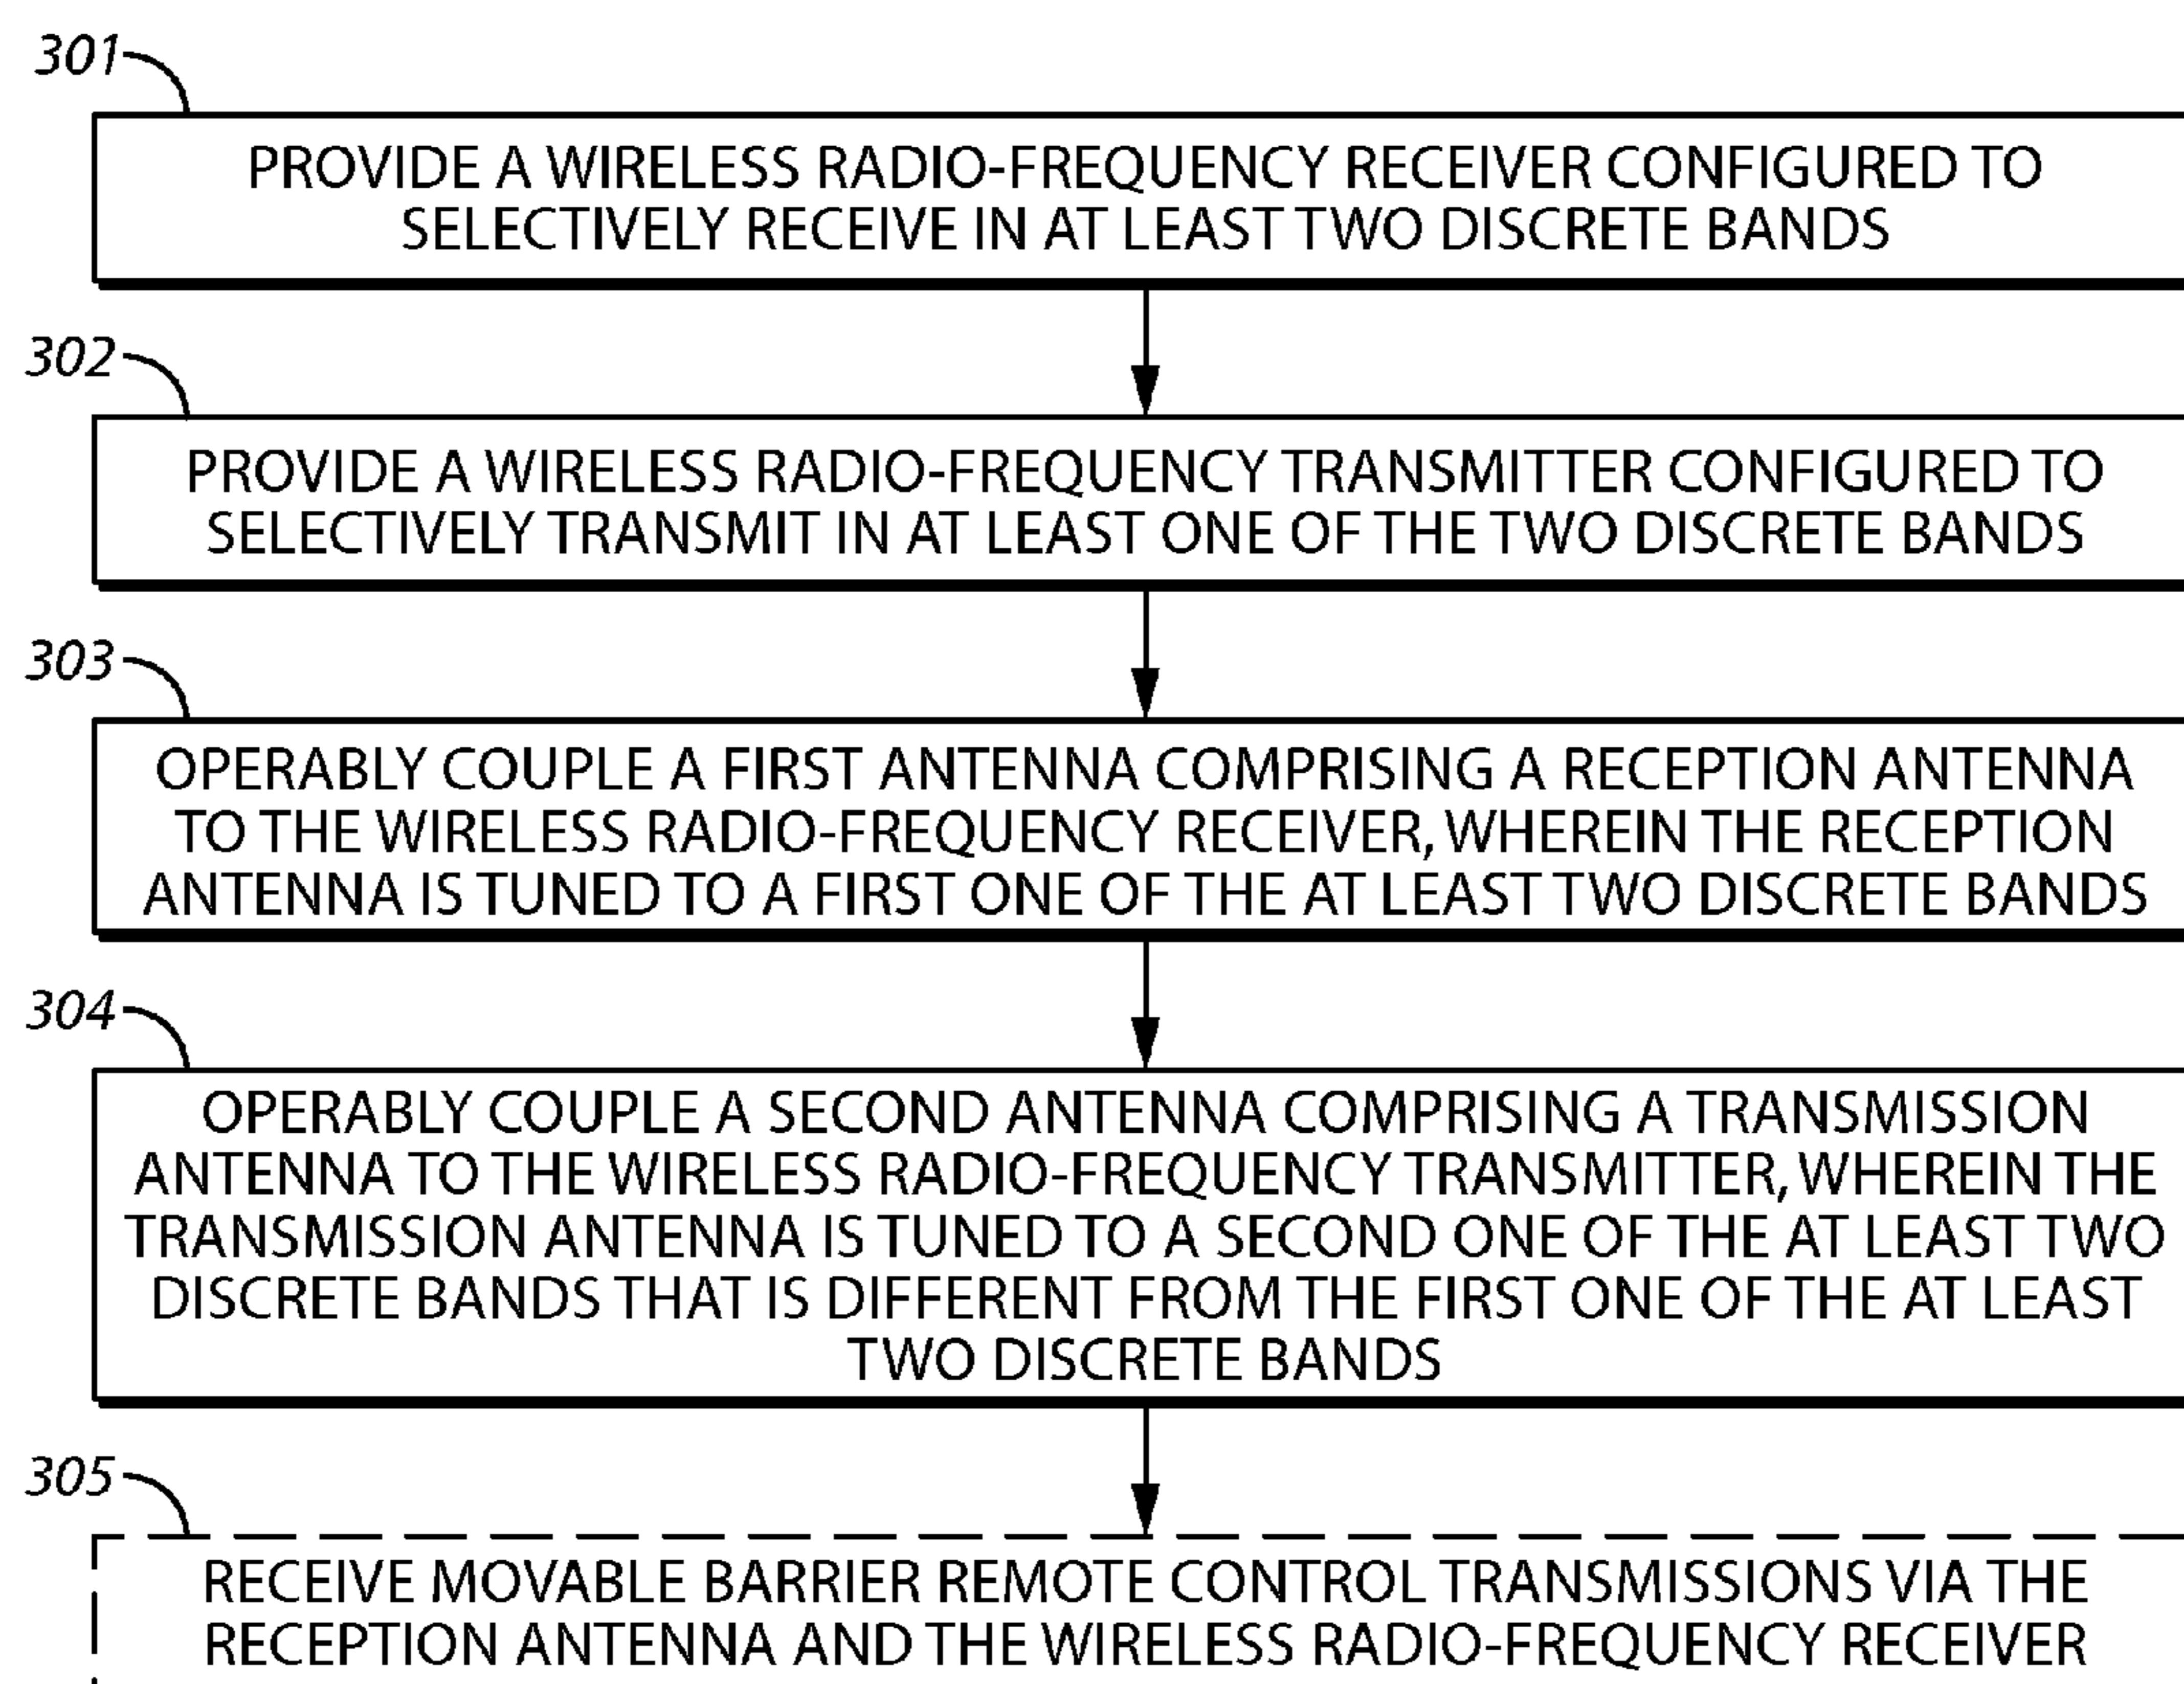 301
PROVIDE A WIRELESS RADIO-FREQUENCY RECEIVER CONFIGURED TO
SELECTIVELY RECEIVE IN AT LEAST TWO DISCRETE BANDS
302
PROVIDE A WIRELESS RADIO-FREQUENCY TRANSMITTER CONFIGURED TO
SELECTIVELY TRANSMIT IN AT LEAST ONE OF THE TWO DISCRETE BANDS
303
OPERABLY COUPLE A FIRST ANTENNA COMPRISING A RECEPTION ANTENNA
TO THE WIRELESS RADIO-FREQUENCY RECEIVER, WHEREIN THE RECEPTION
ANTENNA IS TUNED TO A FIRST ONE OF THE AT LEAST TWO DISCRETE BANDS
304
OPERABLY COUPLE A SECOND ANTENNA COMPRISING A TRANSMISSION
ANTENNA TO THE WIRELESS RADIO-FREQUENCY TRANSMITTER, WHEREIN THE
TRANSMISSION ANTENNA IS TUNED TO A SECOND ONE OF THE AT LEAST TWO
DISCRETE BANDS THAT IS DIFFERENT FROM THE FIRST ONE OF THE AT LEAST
TWO DISCRETE BANDS
305
RECEIVE MOVABLE BARRIER REMOTE CONTROL TRANSMISSIONS VIA THE
RECEPTION ANTENNA AND THE WIRELESS RADIO-FREQUENCY RECEIVER